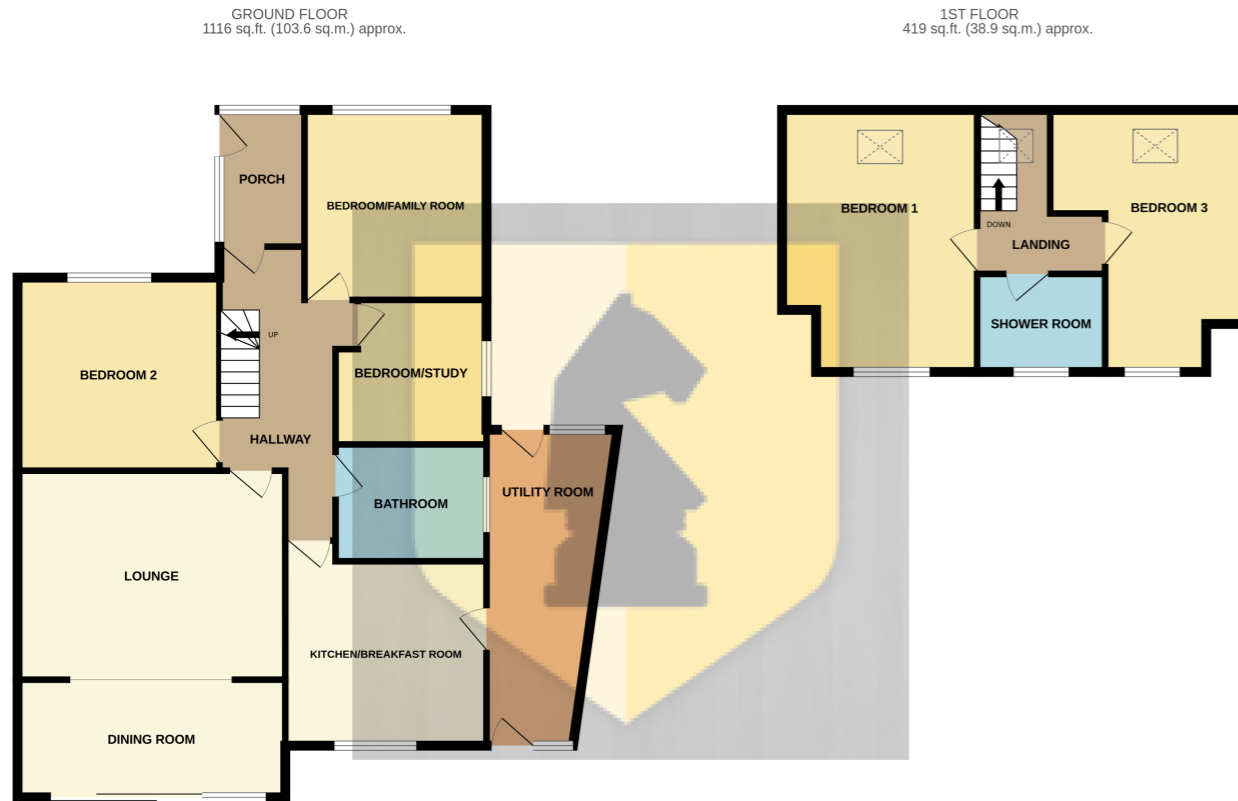 GROUND FLOOR
1116 sq.ft. (103.6 sq.m.) approx.
1ST FLOOR
419 sq.ft. (38.9 sq.m.) approx.
PORCH
BEDROOM/FAMILY ROOM
BEDROOM 2
UP
BEDROOM/STUDY
HALLWAY
BATHROOM
UTILITY ROOM
LOUNGE
KITCHEN/BREAKFAST ROOM
DINING ROOM
BEDROOM 1
DOWN
LANDING
BEDROOM 3
SHOWER ROOM